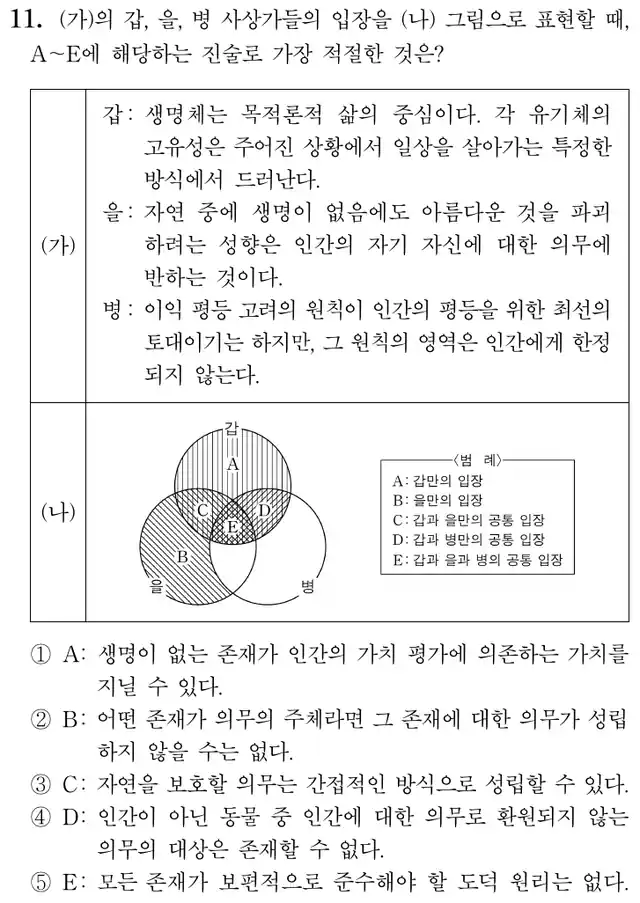 11. (가)의 갑, 을, 병 사상가들의 입장을 (나) 그림으로 표현할 때,
A~E에 해당하는 진술로 가장 적절한 것은?
(가)
갑: 생명체는 목적론적 삶의 중심이다. 각 유기체의
고유성은 주어진 상황에서 일상을 살아가는 특정한
방식에서 드러난다.
을: 자연 중에 생명이 없음에도 아름다운 것을 파괴
하려는 성향은 인간의 자기 자신에 대한 의무에
반하는 것이다.
병: 이익 평등 고려의 원칙이 인간의 평등을 위한 최선의
토대이기는 하지만, 그 원칙의 영역은 인간에게 한정
되지 않는다.
(나)
갑
A
C
D
E
B
을
병
<범 례>
A: 갑만의 입장
B: 을만의 입장
C: 갑과 을만의 공통 입장
D: 갑과 병만의 공통 입장
E: 갑과 을과 병의 공통 입장
① A: 생명이 없는 존재가 인간의 가치 평가에 의존하는 가치를
지닐 수 있다.
② B: 어떤 존재가 의무의 주체라면 그 존재에 대한 의무가 성립
하지 않을 수는 없다.
③ C: 자연을 보호할 의무는 간접적인 방식으로 성립할 수 있다.
④ D: 인간이 아닌 동물 중 인간에 대한 의무로 환원되지 않는
의무의 대상은 존재할 수 없다.
⑤ E: 모든 존재가 보편적으로 준수해야 할 도덕 원리는 없다.